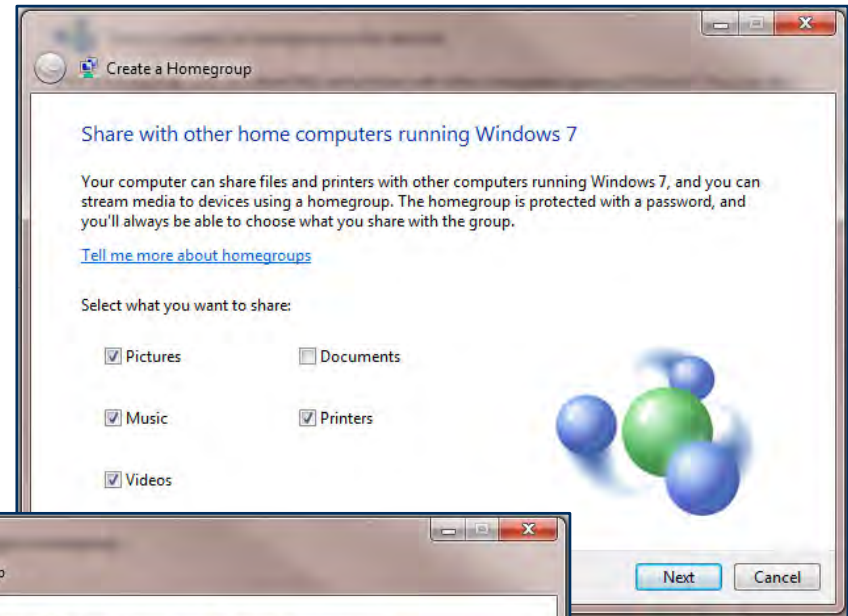 Create a Homegroup
Share with other home computers running Windows 7
Your computer can share files and printers with other computers running Windows 7, and you can
stream media to devices using a homegroup. The homegroup is protected with a password, and
you'll always be able to choose what you share with the group.
Tell me more about homegroups
Select what you want to share:
Pictures Documents
Music Printers
Videos
Next Cancel